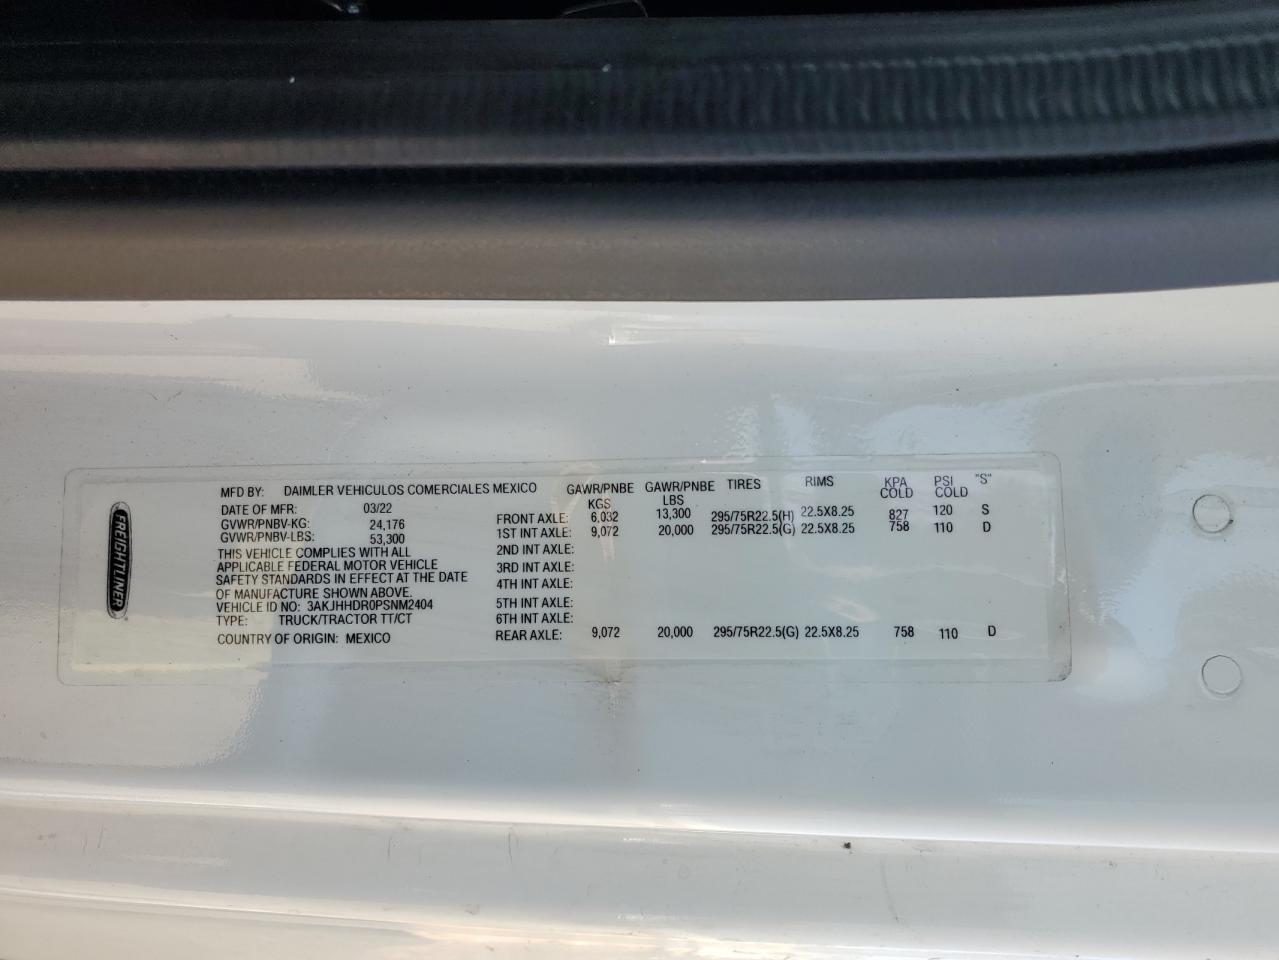 FREIGHTLINER
MFD BY: DAIMLER VEHICULOS COMERCIALES MEXICO
DATE OF MFR: 03/22
GVWR/PNBV-KG: 24,176
GVWR/PNBV-LBS: 53,300
THIS VEHICLE COMPLIES WITH ALL
APPLICABLE FEDERAL MOTOR VEHICLE
SAFETY STANDARDS IN EFFECT AT THE DATE
OF MANUFACTURE SHOWN ABOVE.
VEHICLE ID NO: 3AKJHHDR0PSNM2404
TYPE: TRUCK/TRACTOR TT/CT
COUNTRY OF ORIGIN: MEXICO
GAWR/PNBE GAWR/PNBE TIRES RIMS KPA PSI "S"
KGS LBS COLD COLD
FRONT AXLE: 6,032 13,300 295/75R22.5(H) 22.5X8.25 827 120 S
1ST INT AXLE: 9,072 20,000 295/75R22.5(G) 22.5X8.25 758 110 D
2ND INT AXLE:
3RD INT AXLE:
4TH INT AXLE:
5TH INT AXLE:
6TH INT AXLE:
REAR AXLE: 9,072 20,000 295/75R22.5(G) 22.5X8.25 758 110 D